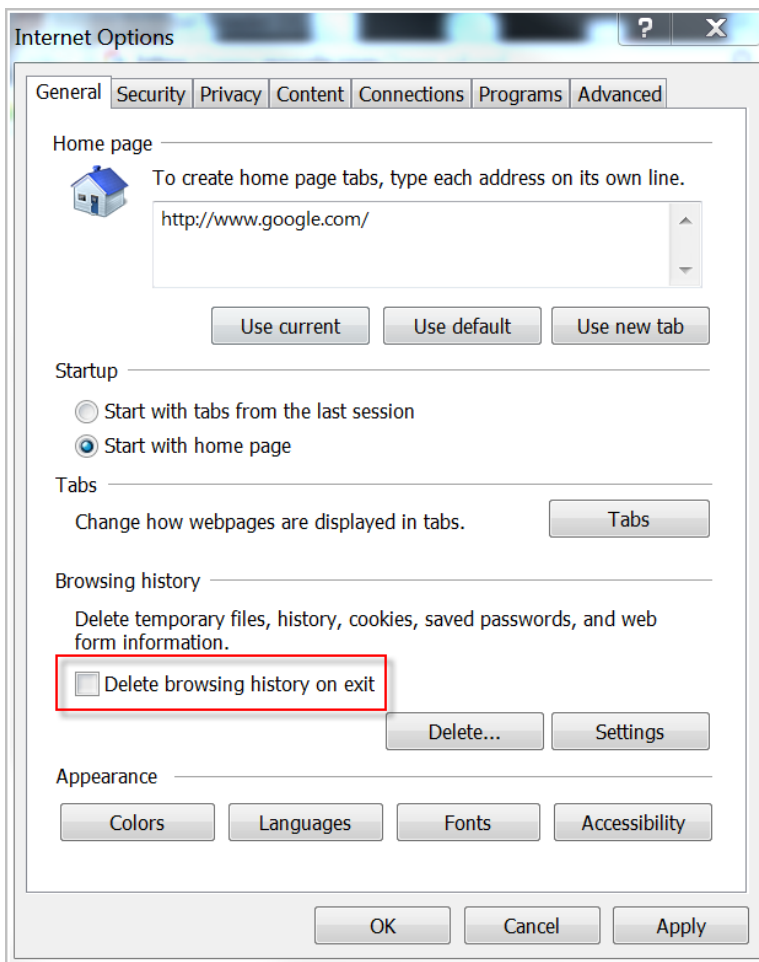 Internet Options
General Security Privacy Content Connections Programs Advanced
Home page
To create home page tabs, type each address on its own line.
http://www.google.com/
Use current Use default Use new tab
Startup
Start with tabs from the last session
Start with home page
Tabs
Change how webpages are displayed in tabs.
Tabs
Browsing history
Delete temporary files, history, cookies, saved passwords, and web
form information.
Delete browsing history on exit
Delete... Settings
Appearance
Colors Languages Fonts Accessibility
OK Cancel Apply